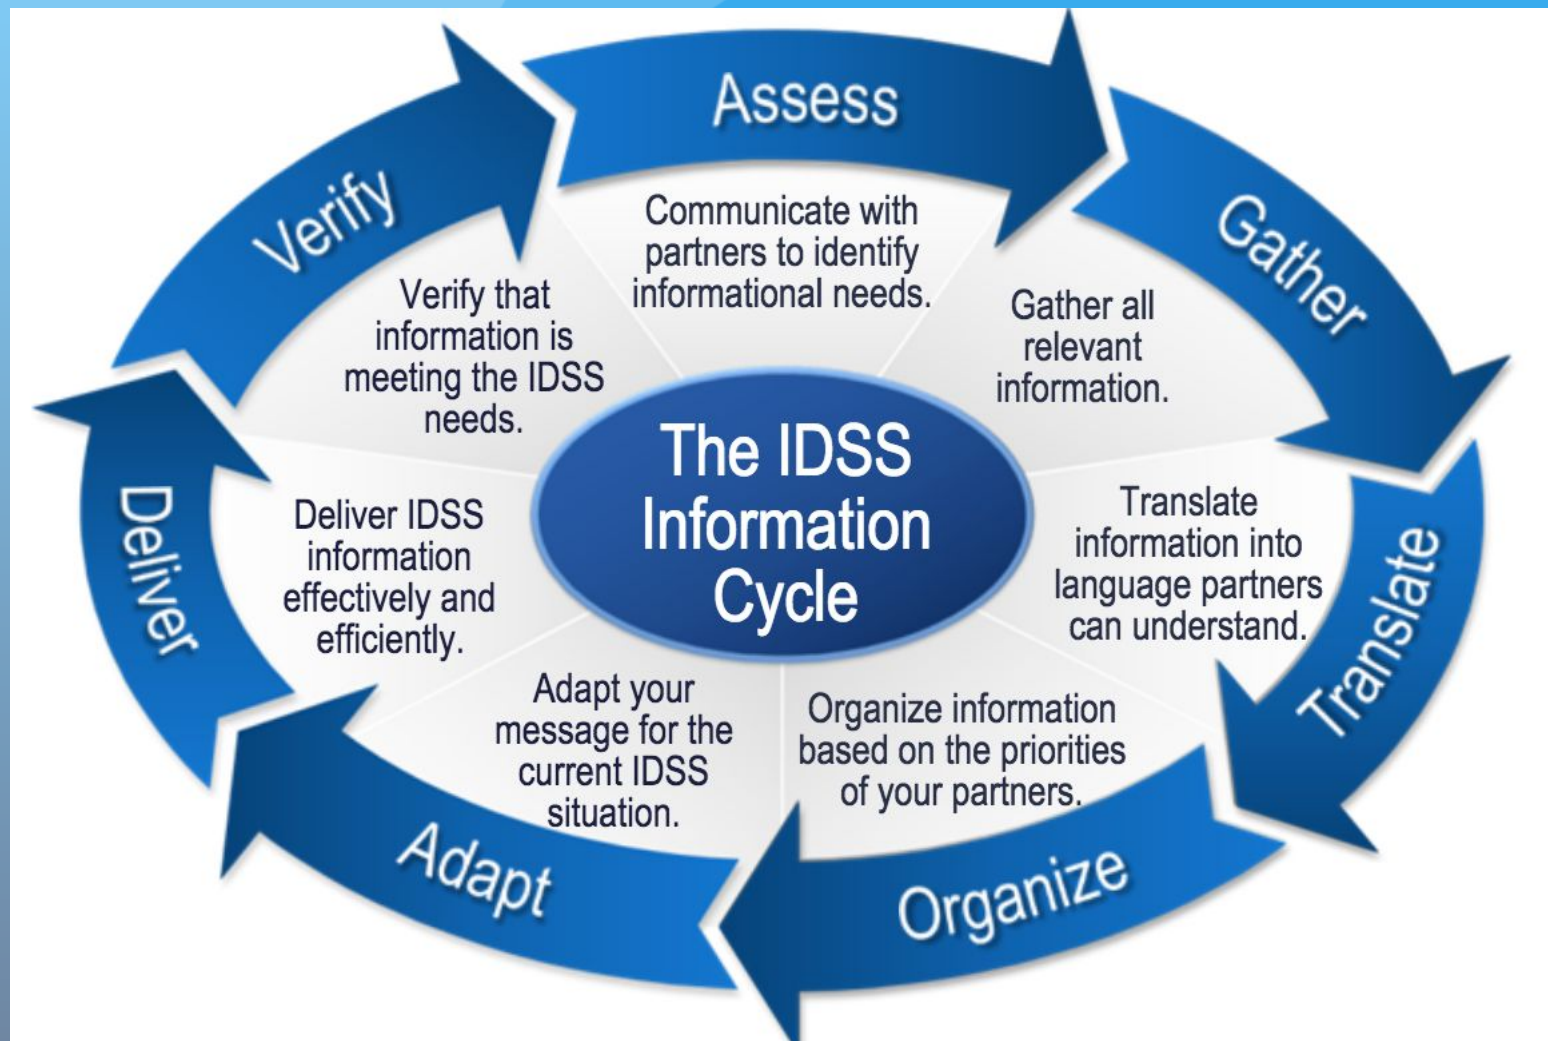 Assess
Communicate with
partners to identify
informational needs.
Gather
Gather all
relevant
information.
Translate
Translate
information into
language partners
can understand.
Organize
Organize information
based on the priorities
of your partners.
Adapt
Adapt your
message for the
current IDSS
situation.
Deliver
Deliver IDSS
information
effectively and
efficiently.
Verify
Verify that
information is
meeting the IDSS
needs.
The IDSS
Information
Cycle